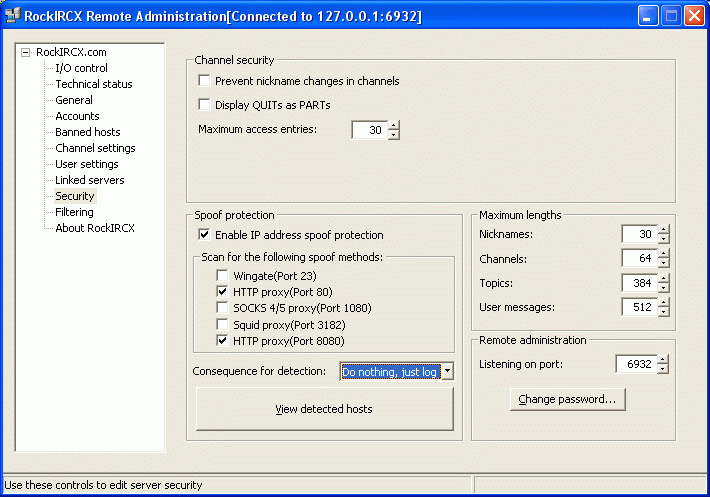 RockIRCX Remote Administration[Connected to 127.0.0.1:6932]
RockIRCX.com
I/O control
Technical status
General
Accounts
Banned hosts
Channel settings
User settings
Linked servers
Security
Filtering
About RockIRCX
Channel security
Prevent nickname changes in channels
Display QUITs as PARTs
Maximum access entries: 30
Spoof protection
Enable IP address spoof protection
Scan for the following spoof methods:
Wingate(Port 23)
HTTP proxy(Port 80)
SOCKS 4/5 proxy(Port 1080)
Squid proxy(Port 3182)
HTTP proxy(Port 8080)
Consequence for detection: Do nothing, just log
View detected hosts
Maximum lengths
Nicknames: 30
Channels: 64
Topics: 384
User messages: 512
Remote administration
Listening on port: 6932
Change password...
Use these controls to edit server security